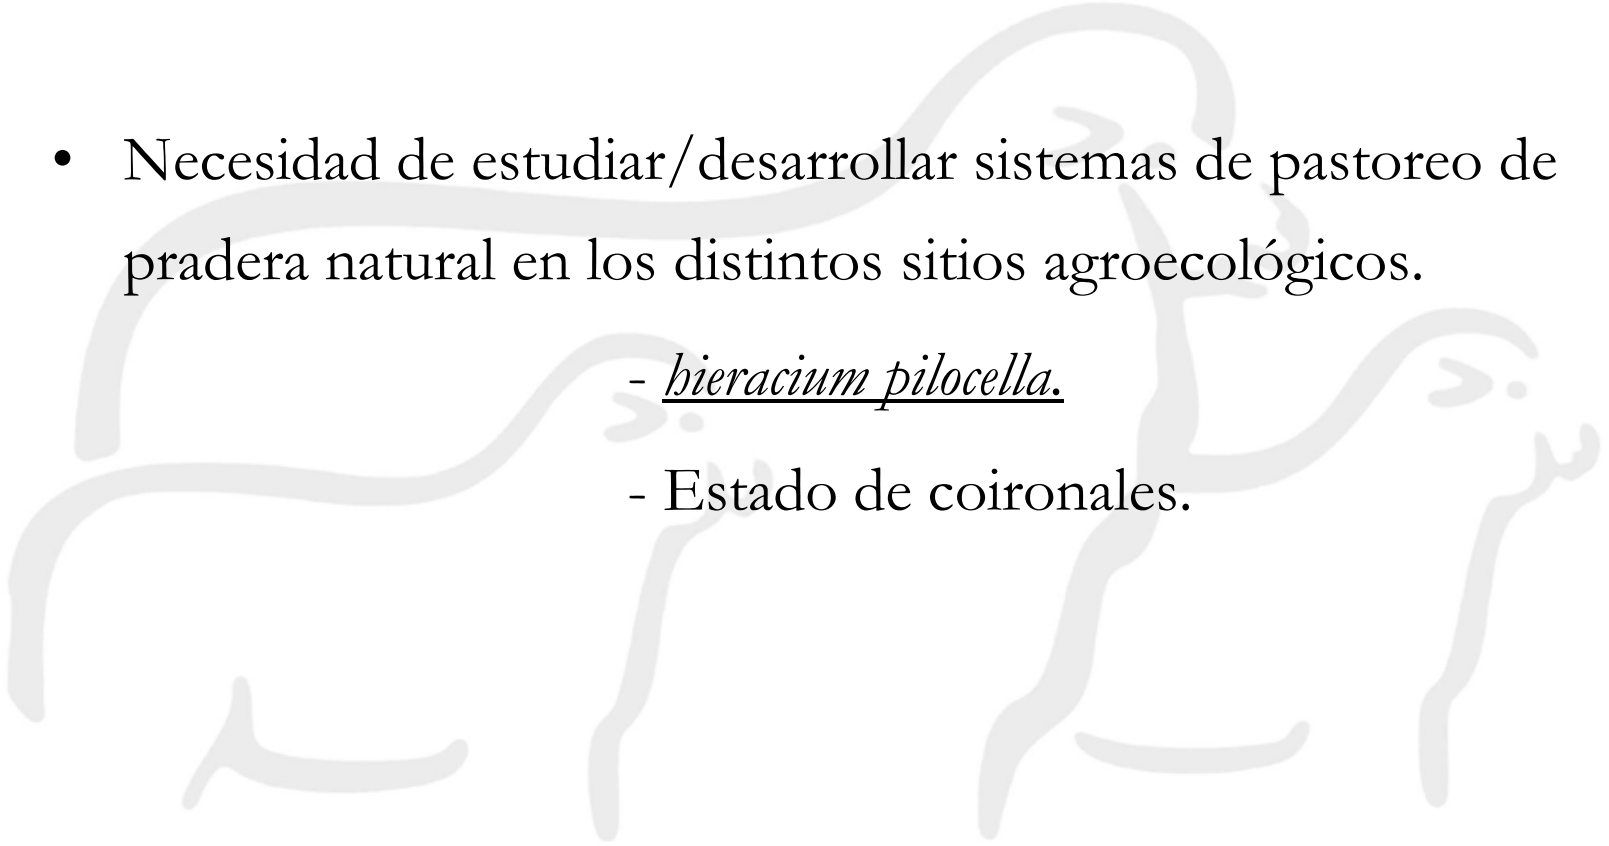 • Necesidad de estudiar/desarrollar sistemas de pastoreo de
pradera natural en los distintos sitios agroecológicos.
- hieracium pilocella.
- Estado de coironales.